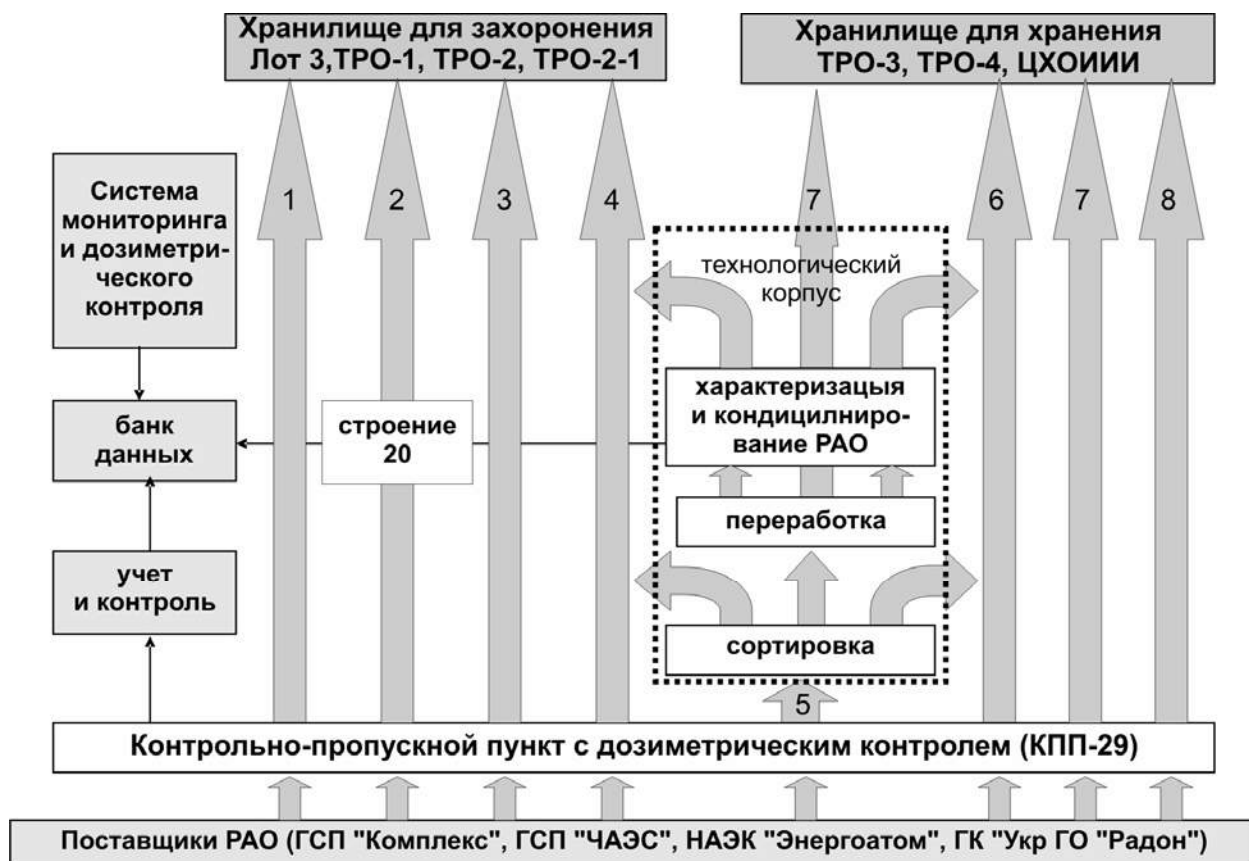 Хранилище для захоронения
Лот 3,ТРО-1, ТРО-2, ТРО-2-1
Хранилище для хранения
ТРО-3, ТРО-4, ЦХОИИИ
Система
мониторинга
и дозиметри-
ческого
контроля
1
2
3
4
7
6
7
8
технологический
корпус
характеризацыя
и кондицилниро-
вание РАО
банк
данных
строение
20
переработка
учет
и контроль
сортировка
5
Контрольно-пропускной пункт с дозиметрическим контролем (КПП-29)
Поставщики РАО (ГСП "Комплекс", ГСП "ЧАЭС", НАЭК "Энергоатом", ГК "Укр ГО "Радон")